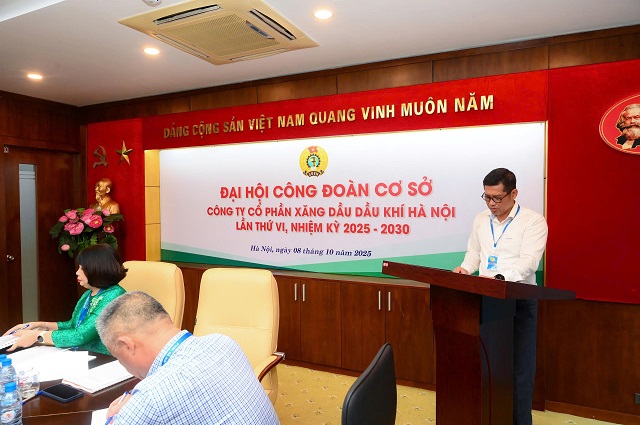 ĐẢNG CỘNG SẢN VIỆT NAM QUANG VINH MUÔN NĂM
ĐẠI HỘI CÔNG ĐOÀN CƠ SỞ
CÔNG TY CỔ PHẦN XĂNG DẦU DẦU KHÍ HÀ NỘI
LẦN THỨ VI, NHIỆM KỲ 2025 - 2030
Hà Nội, ngày 08 tháng 10 năm 2025